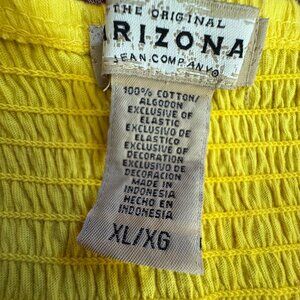 THE ORIGINAL
ARIZONA
JEAN COMPANY®
100% COTTON/
ALGODON
EXCLUSIVE OF
ELASTIC
EXCLUSIVO DE
ELASTICO
EXCLUSIVE OF
DECORATION
EXCLUSIVO DE
DECORACION
MADE IN
INDONESIA
HECHO EN
INDONESIA
XL/XG